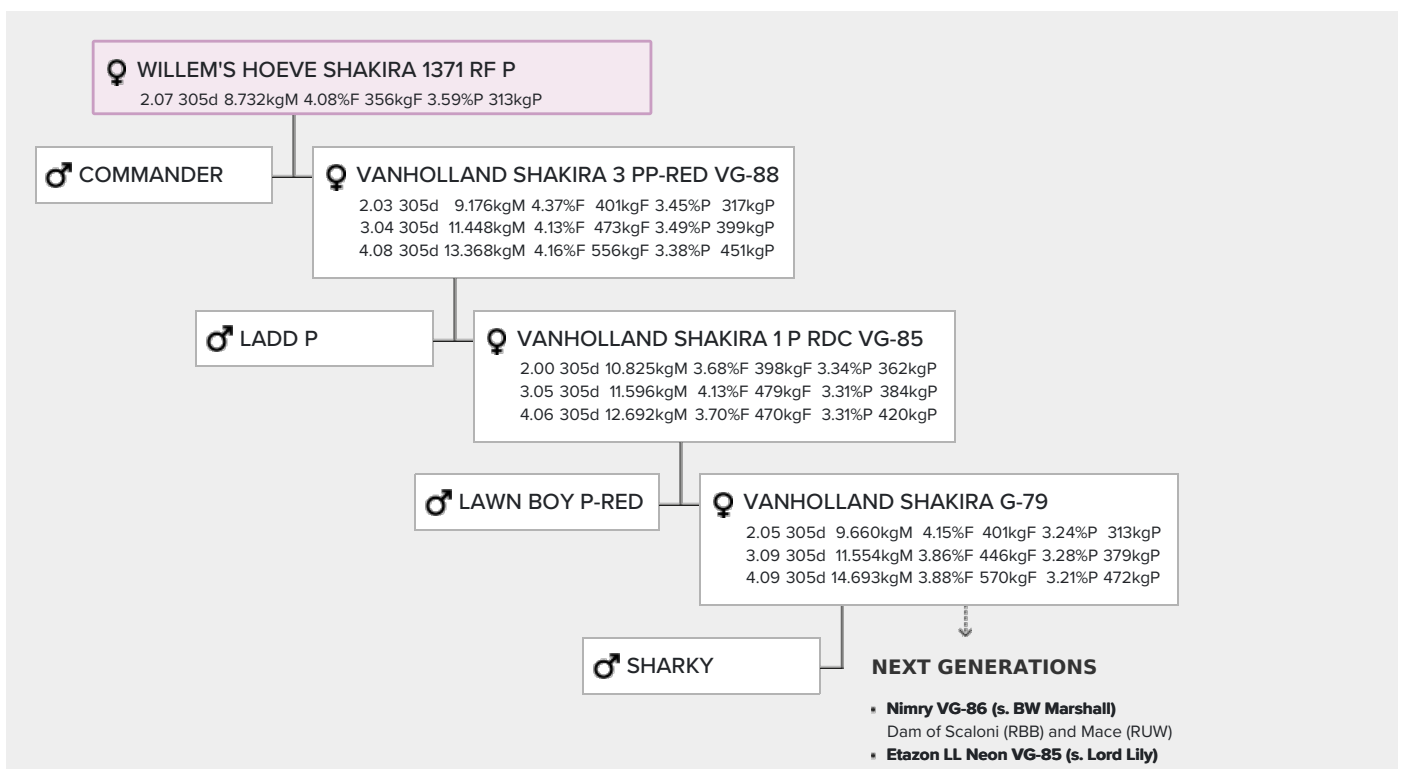 WILLEM'S HOEVE SHAKIRA 1371 RF P
2.07 305d 8.732kgM 4.08%F 356kgF 3.59%P 313kgP
COMMANDER
VANHOLLAND SHAKIRA 3 PP-RED VG-88
2.03 305d 9.176kgM 4.37%F 401kgF 3.45%P 317kgP
3.04 305d 11.448kgM 4.13%F 473kgF 3.49%P 399kgP
4.08 305d 13.368kgM 4.16%F 556kgF 3.38%P 451kgP
LADD P
VANHOLLAND SHAKIRA 1 P RDC VG-85
2.00 305d 10.825kgM 3.68%F 398kgF 3.34%P 362kgP
3.05 305d 11.596kgM 4.13%F 479kgF 3.31%P 384kgP
4.06 305d 12.692kgM 3.70%F 470kgF 3.31%P 420kgP
LAWN BOY P-RED
VANHOLLAND SHAKIRA G-79
2.05 305d 9.660kgM 4.15%F 401kgF 3.24%P 313kgP
3.09 305d 11.554kgM 3.86%F 446kgF 3.28%P 379kgP
4.09 305d 14.693kgM 3.88%F 570kgF 3.21%P 472kgP
SHARKY
NEXT GENERATIONS
▪ Nimry VG-86 (s. BW Marshall)
Dam of Scaloni (RBB) and Mace (RUW)
▪ Etazon LL Neon VG-85 (s. Lord Lily)